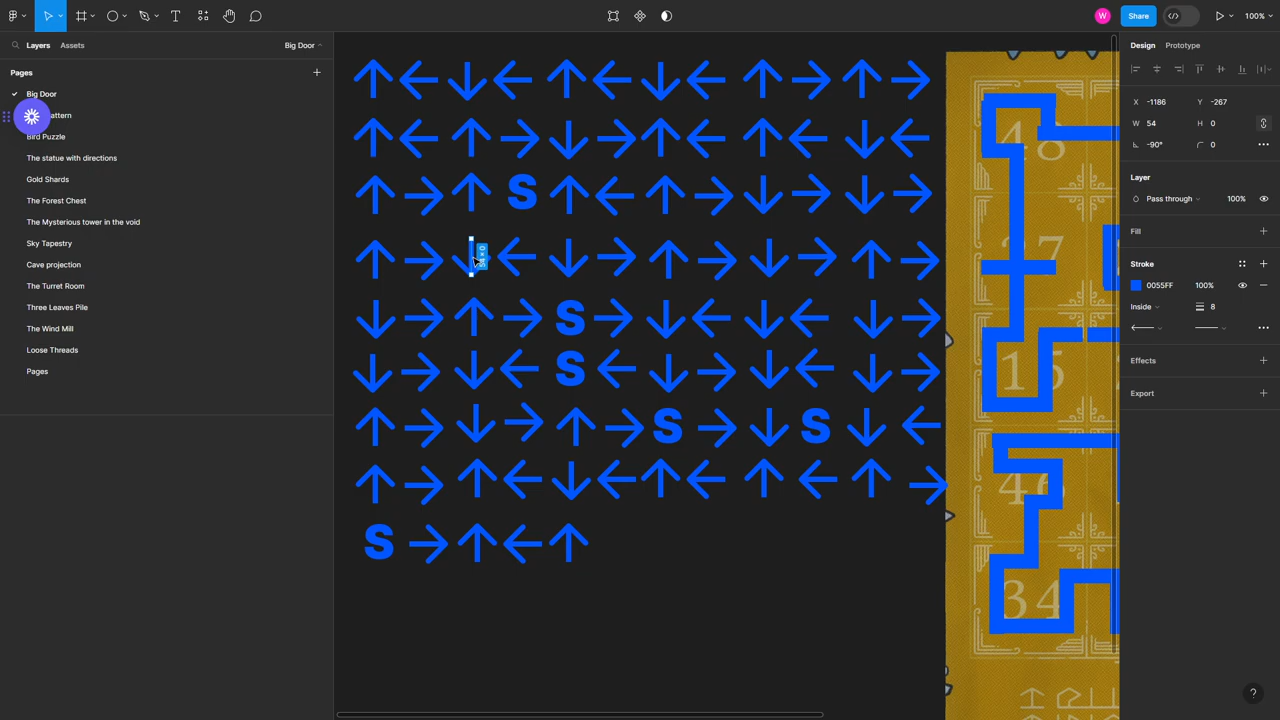 W
Share
100%
Layers
Assets
Big Door
Pages
Big Door
attern
Bird Puzzle
The statue with directions
Gold Shards
The Forest Chest
The Mysterious tower in the void
Sky Tapestry
Cave projection
The Turret Room
Three Leaves Pile
The Wind Mill
Loose Threads
Pages
↑←↓←↑←↓←↑→↑→
↑←↑→↓←↑←↑←↓←
↑→↑S↑←↑→↓→↓→
↑→↓←↓→↑→↓→↑→
↓→↑→S→↓←↓←↓→
↓→↓←S←↓→↓←↓→
↑→↓→↑→S→↓S↓←
↑→↑←↓←↑←↑←↑→
S→↑←↑
54 × 0
48
37
15
46
34
Design
Prototype
X -1186
Y -267
W 54
H 0
-90°
0
Layer
Pass through
100%
Fill
Stroke
0055FF
100%
Inside
8
Effects
Export
?